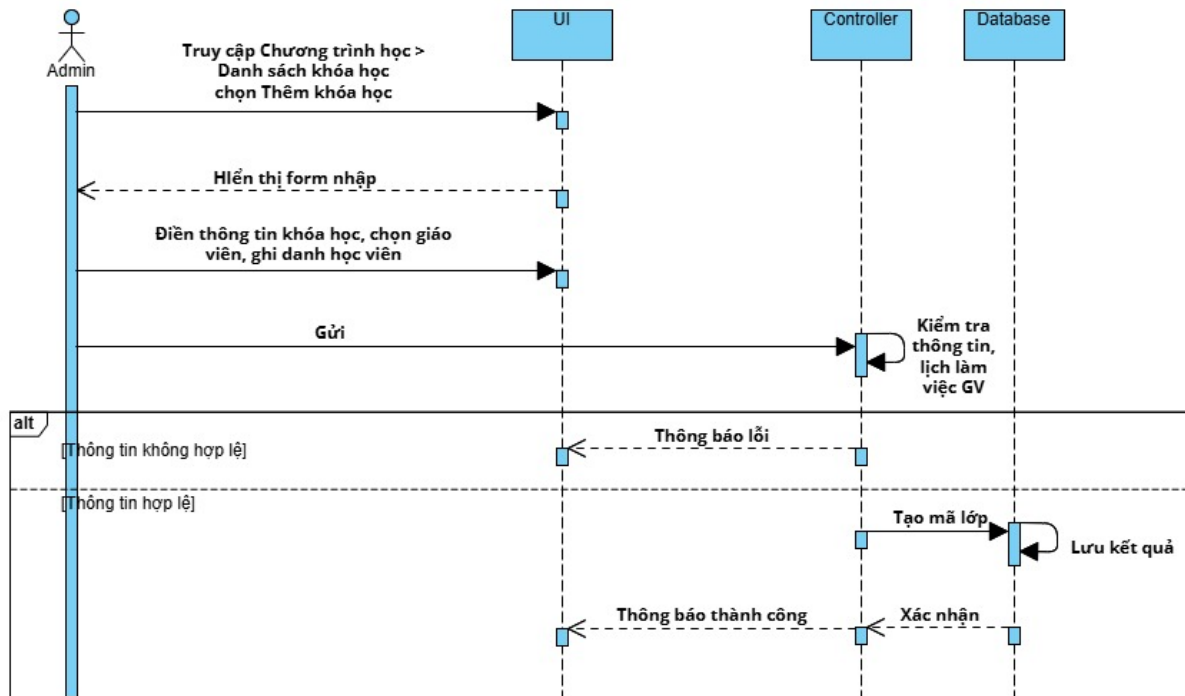 UI
Controller
Database
Admin
Truy cập Chương trình học >
Danh sách khóa học
chọn Thêm khóa học
HIển thị form nhập
Điền thông tin khóa học, chọn giáo
viên, ghi danh học viên
Gửi
Kiểm tra
thông tin,
lịch làm
việc GV
alt
[Thông tin không hợp lệ]
Thông báo lỗi
[Thông tin hợp lệ]
Tạo mã lớp
Lưu kết quả
Thông báo thành công
Xác nhận